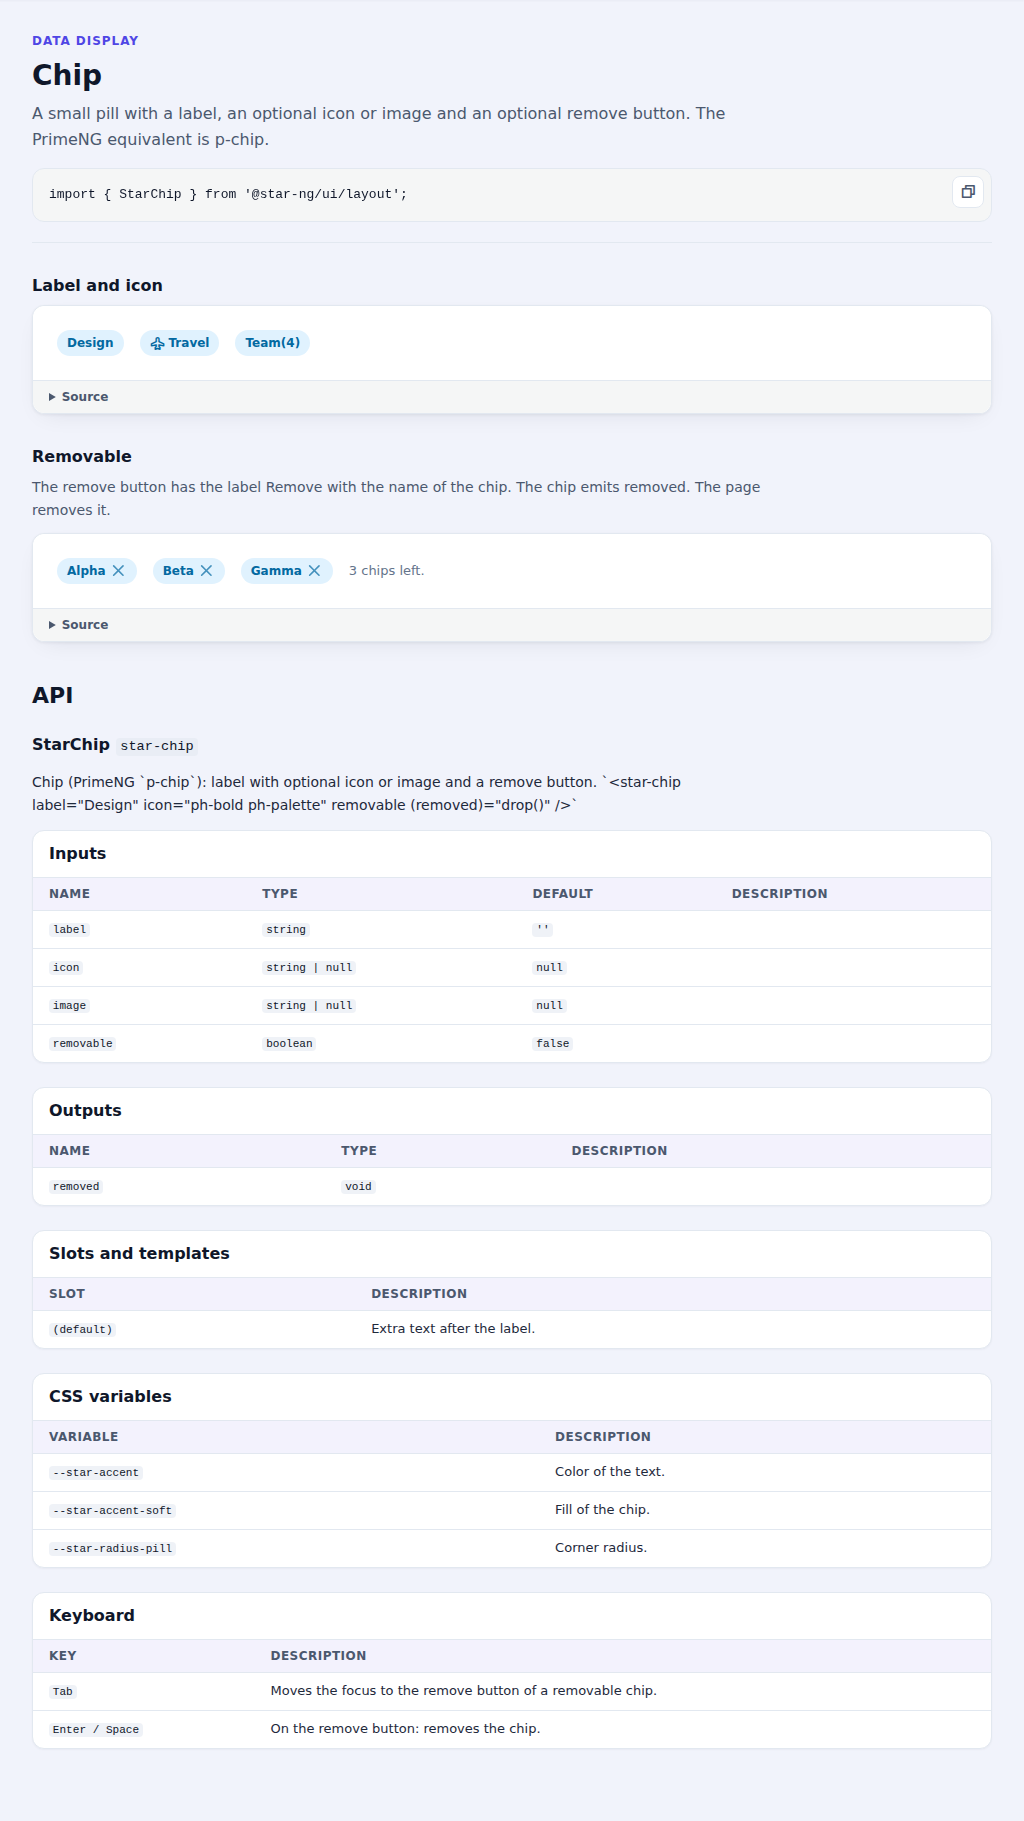 DATA DISPLAY
Chip
A small pill with a label, an optional icon or image and an optional remove button. The
PrimeNG equivalent is p-chip.
import { StarChip } from '@star-ng/ui/layout';
Label and icon
Design Travel Team(4)
Source
Removable
The remove button has the label Remove with the name of the chip. The chip emits removed. The page
removes it.
Alpha Beta Gamma 3 chips left.
Source
API
StarChip star-chip
Chip (PrimeNG `p-chip`): label with optional icon or image and a remove button. `<star-chip
label="Design" icon="ph-bold ph-palette" removable (removed)="drop()" />`
Inputs
NAME TYPE DEFAULT DESCRIPTION
label string ''
icon string | null null
image string | null null
removable boolean false
Outputs
NAME TYPE DESCRIPTION
removed void
Slots and templates
SLOT DESCRIPTION
(default) Extra text after the label.
CSS variables
VARIABLE DESCRIPTION
--star-accent Color of the text.
--star-accent-soft Fill of the chip.
--star-radius-pill Corner radius.
Keyboard
KEY DESCRIPTION
Tab Moves the focus to the remove button of a removable chip.
Enter / Space On the remove button: removes the chip.